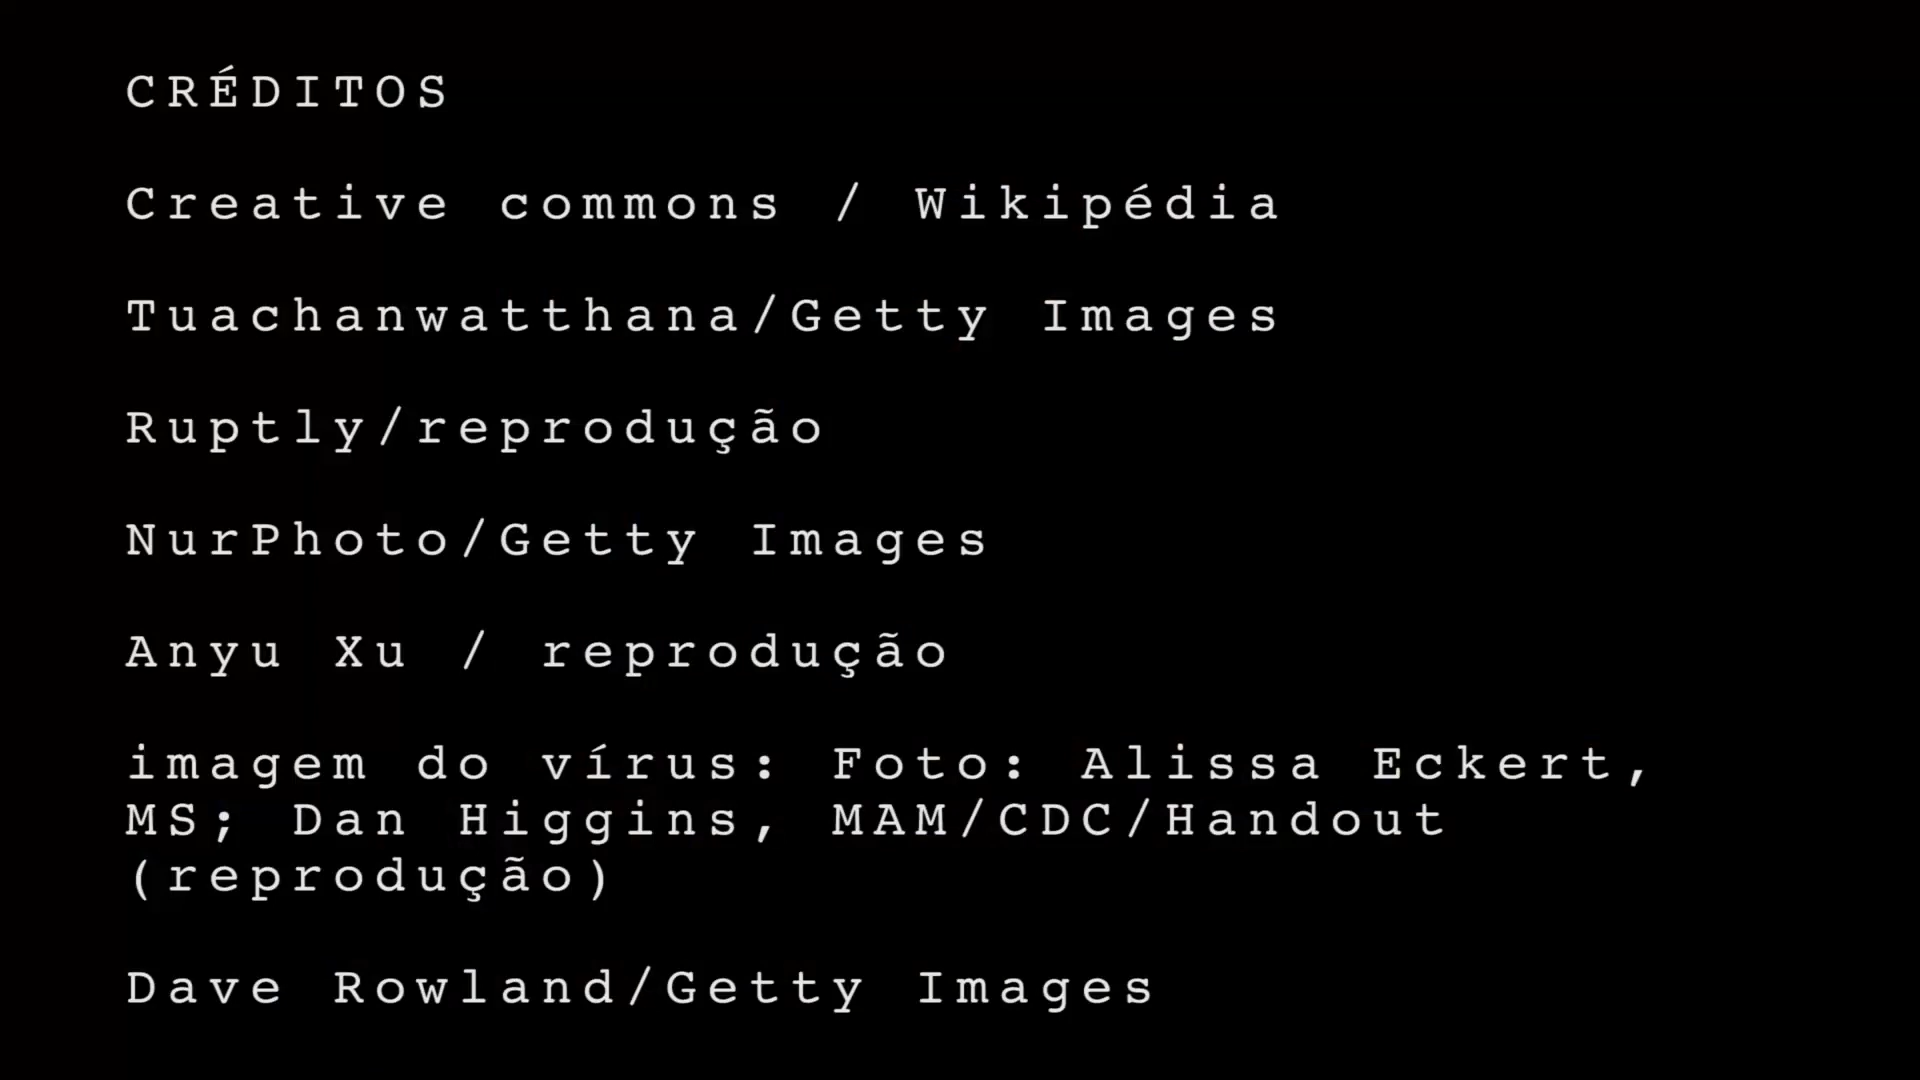 CRÉDITOS
Creative commons / Wikipédia
Tuachanwatthana/Getty Images
Ruptly/reprodução
NurPhoto/Getty Images
Anyu Xu / reprodução
imagem do vírus: Foto: Alissa Eckert,
MS; Dan Higgins, MAM/CDC/Handout
(reprodução)
Dave Rowland/Getty Images